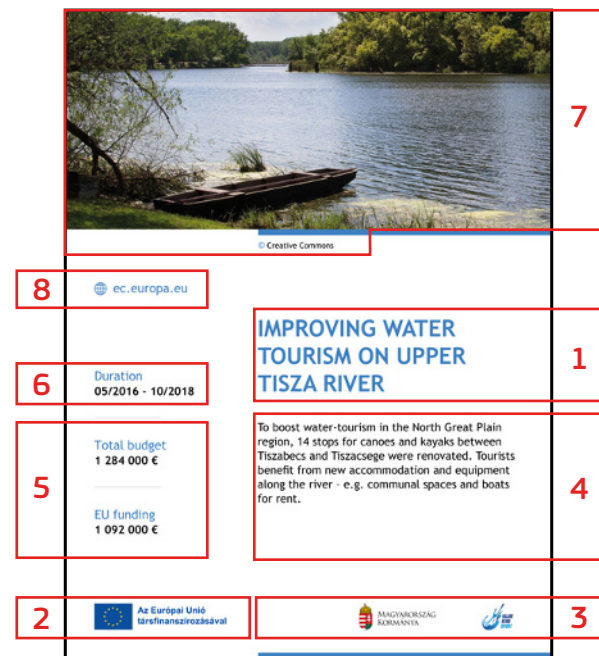 7
© Creative Commons
8
ec.europa.eu
IMPROVING WATER
TOURISM ON UPPER
TISZA RIVER
1
6
Duration
05/2016 - 10/2018
5
Total budget
1 284 000 €
EU funding
1 092 000 €
To boost water-tourism in the North Great Plain
region, 14 stops for canoes and kayaks between
Tiszabecs and Tiszacsege were renovated. Tourists
benefit from new accommodation and equipment
along the river - e.g. communal spaces and boats
for rent.
4
2
Az Európai Unió
társfinanszírozásával
MAGYARORSZÁG
KORMÁNYA
3